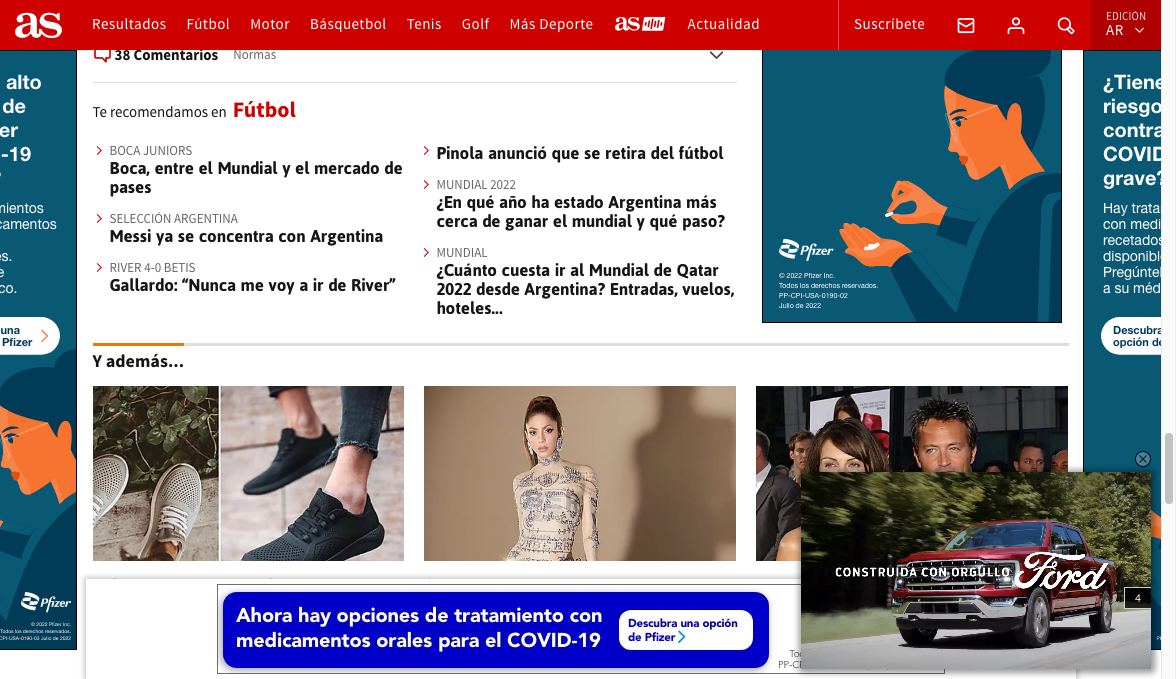 as
Resultados
Fútbol
Motor
Básquetbol
Tenis
Golf
Más Deporte
as
Actualidad
Suscríbete
EDICIÓN
AR
38 Comentarios
Normas
Te recomendamos en Fútbol
BOCA JUNIORS
Boca, entre el Mundial y el mercado de
pases
SELECCIÓN ARGENTINA
Messi ya se concentra con Argentina
RIVER 4-0 BETIS
Gallardo: “Nunca me voy a ir de River”
Pinola anunció que se retira del fútbol
MUNDIAL 2022
¿En qué año ha estado Argentina más
cerca de ganar el mundial y qué paso?
MUNDIAL
¿Cuánto cuesta ir al Mundial de Qatar
2022 desde Argentina? Entradas, vuelos,
hoteles...
Pfizer
© 2022 Pfizer Inc.
Todos los derechos reservados.
PP-CPI-USA-0190-02
Julio de 2022
alto
de
er
-19
?
mientos
camentos
s.
e
co.
una
Pfizer
Pfizer
© 2022 Pfizer Inc.
Todos los derechos reservados.
CPI-USA-0190-03 Julio de 2022
¿Tiene
riesgo
contra
COVID
grave?
Hay trata
con medi
recetados
disponibl
Pregúnte
a su méd
Descubra
opción de
Y además...
CONSTRUIDA CON ORGULLO
Ford
4
Ahora hay opciones de tratamiento con
medicamentos orales para el COVID-19
Descubra una opción
de Pfizer
Too
PP-CP